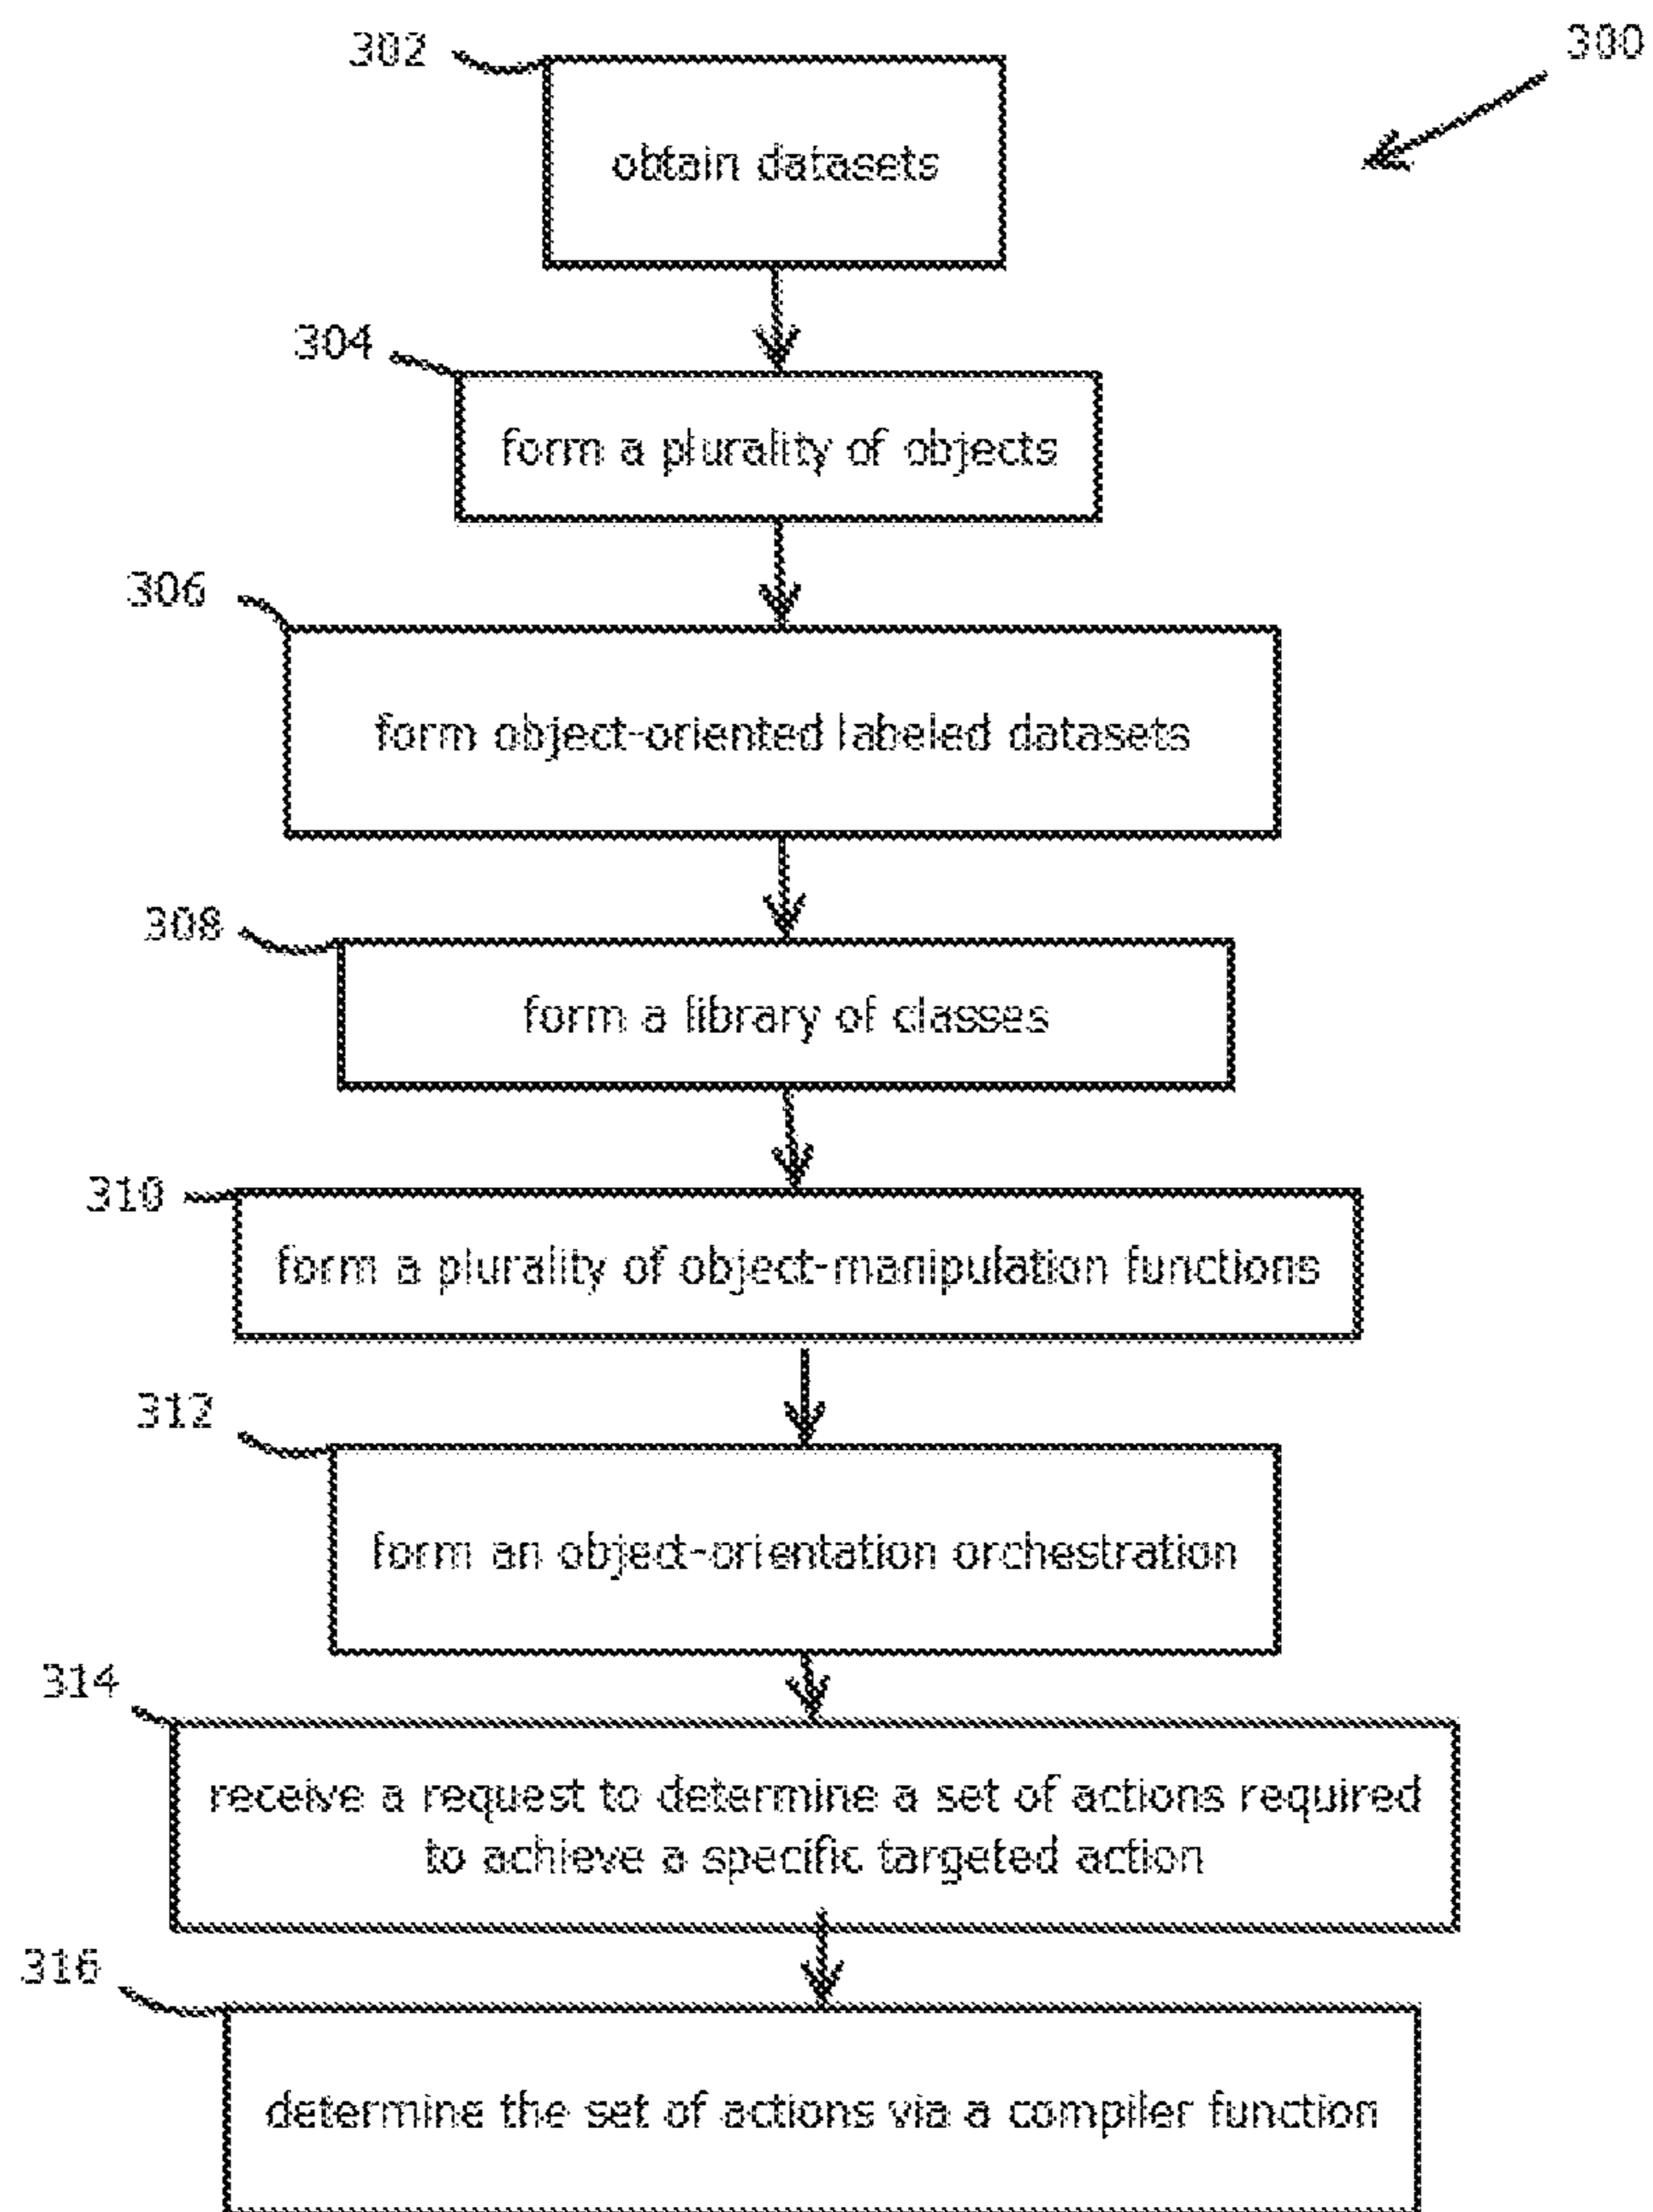 302
300
obtain datasets
304
form a plurality of objects
306
form object-oriented labeled datasets
308
form a library of classes
310
form a plurality of object-manipulation functions
312
form an object-orientation orchestration
314
receive a request to determine a set of actions required
to achieve a specific targeted action
316
determine the set of actions via a compiler function